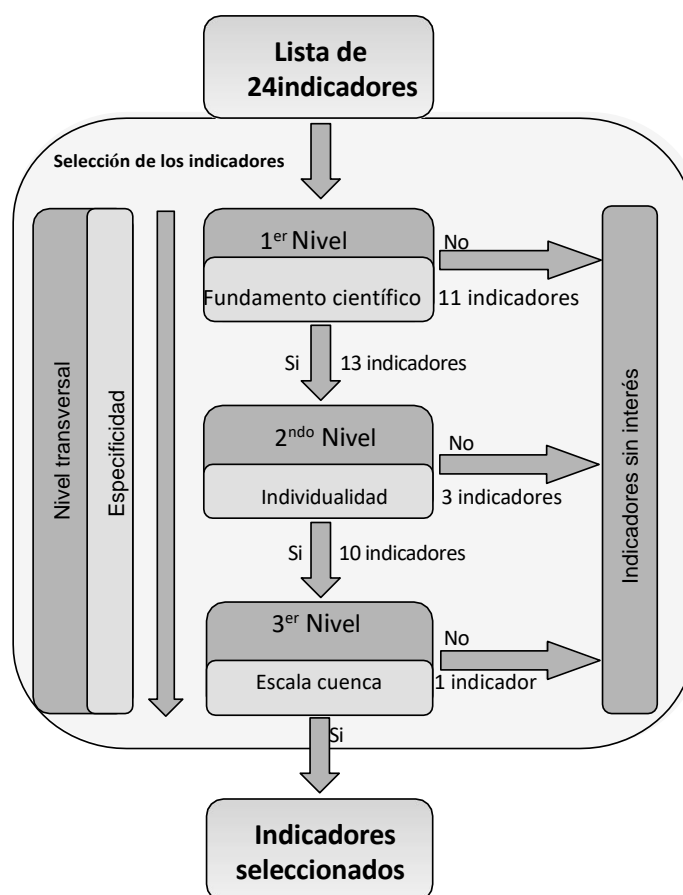 Lista de
24indicadores
Selección de los indicadores
Nivel transversal
Especificidad
1er Nivel
Fundamento científico
No
11 indicadores
Si
13 indicadores
2ndo Nivel
Individualidad
No
3 indicadores
Si
10 indicadores
3er Nivel
Escala cuenca
No
1 indicador
Si
Indicadores sin interés
Indicadores
seleccionados